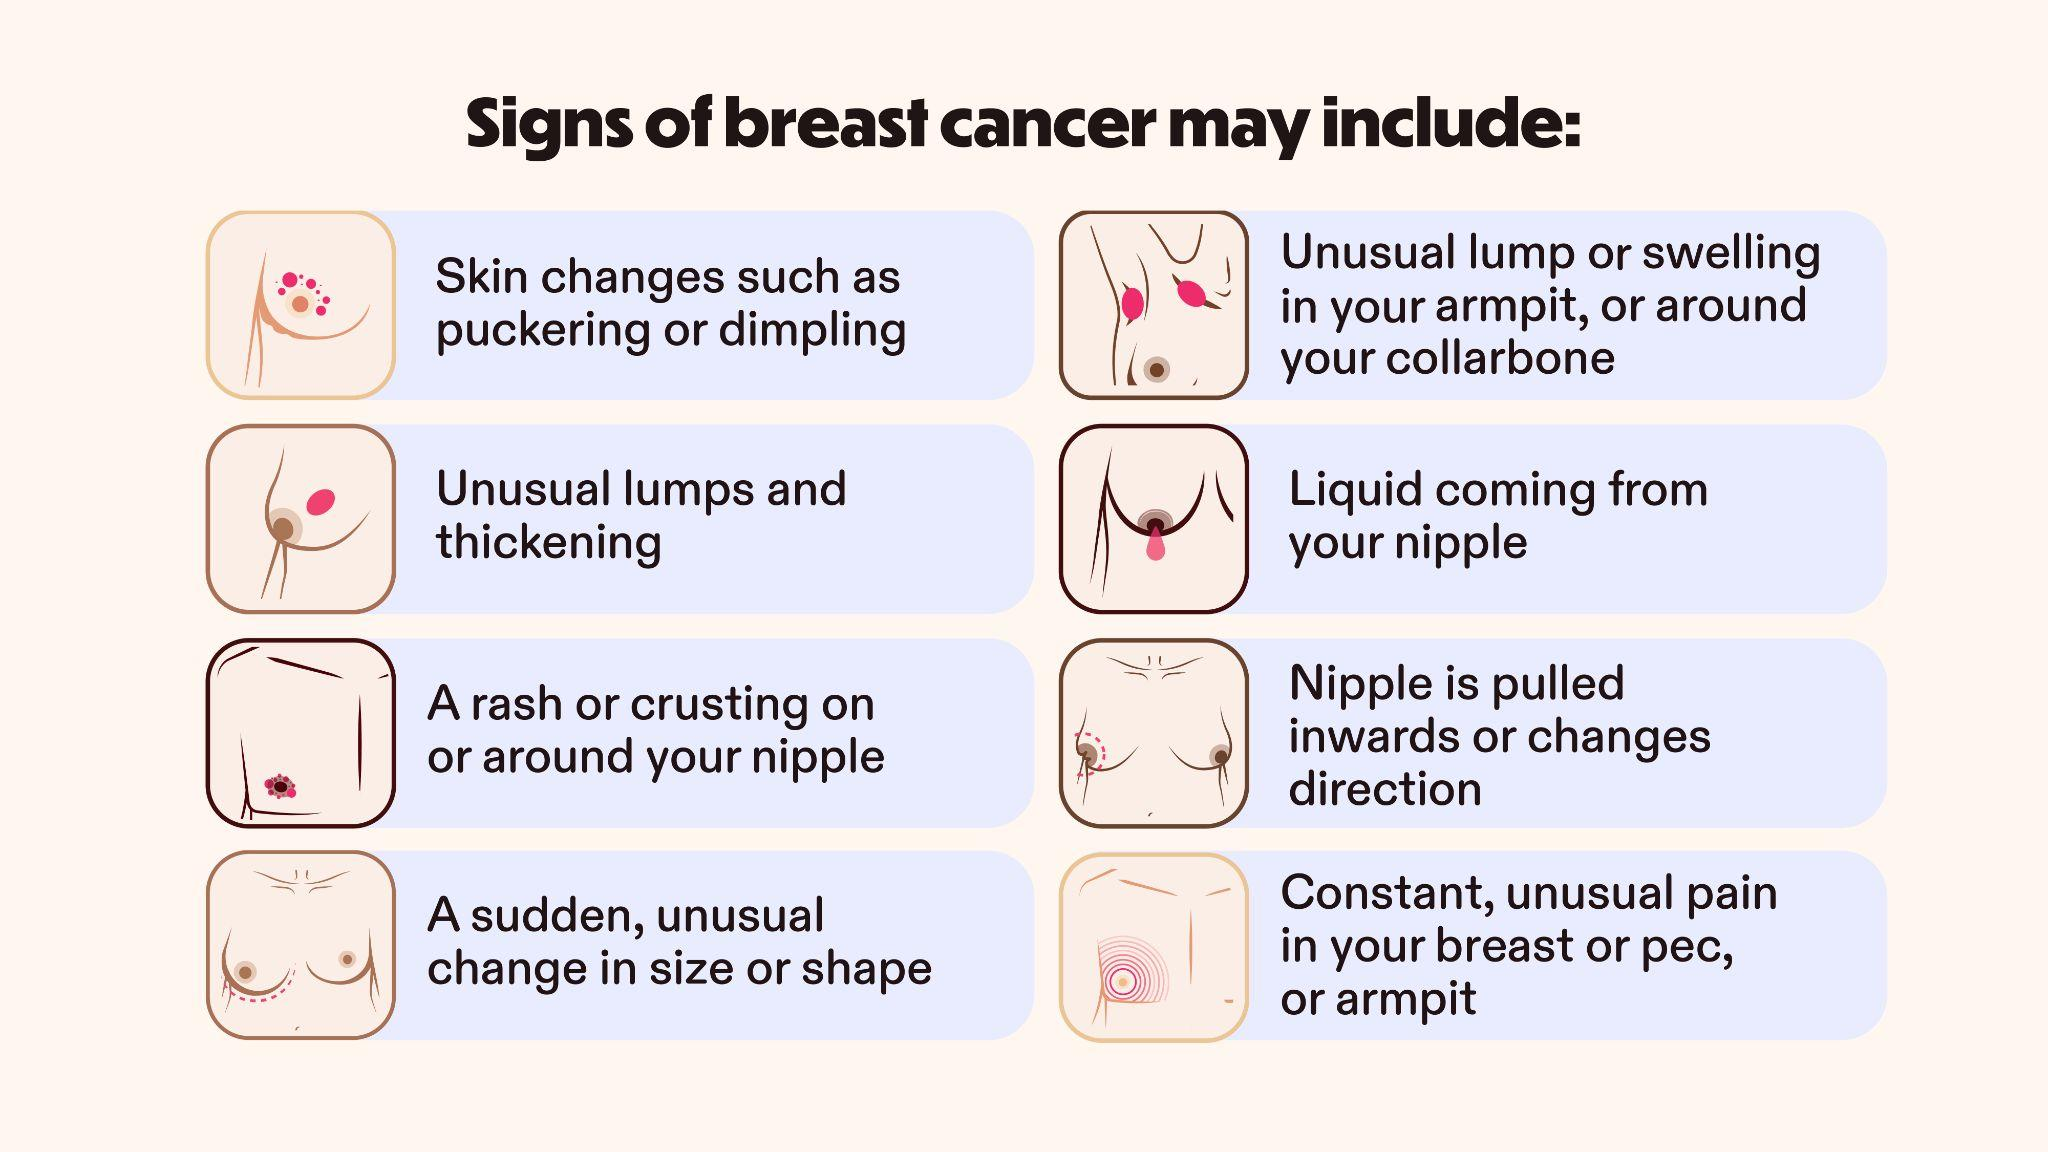 Signs of breast cancer may include:
Skin changes such as
puckering or dimpling
Unusual lump or swelling
in your armpit, or around
your collarbone
Unusual lumps and
thickening
Liquid coming from
your nipple
A rash or crusting on
or around your nipple
Nipple is pulled
inwards or changes
direction
A sudden, unusual
change in size or shape
Constant, unusual pain
in your breast or pec,
or armpit